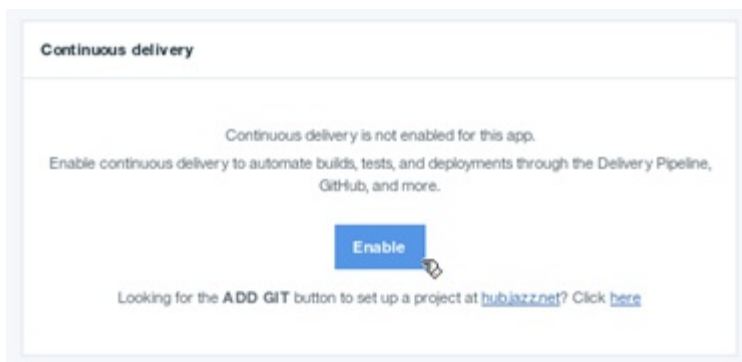 Continuous delivery
Continuous delivery is not enabled for this app.
Enable continuous delivery to automate builds, tests, and deployments through the Delivery Pipeline,
GitHub, and more.
Enable
Looking for the ADD GIT button to set up a project at hub.jazz.net? Click here